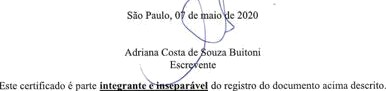 São Paulo, 07 de maio de 2020
Adriana Costa de Souza Buitoni
Escrevente
Este certificado é parte integrante e inseparável do registro do documento acima descrito.